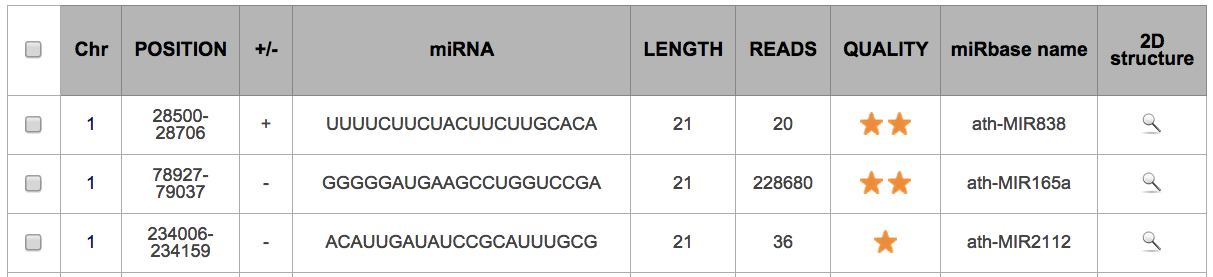 Chr POSITION +/- miRNA LENGTH READS QUALITY miRbase name 2D
structure
1 28500-
28706 + UUUUCUUCUACUUCUUGCACA 21 20 ath-MIR838
1 78927-
79037 - GGGGGAUGAAGCCUGGUCCGA 21 228680 ath-MIR165a
1 234006-
234159 - ACAUUGAUAUCCGCAUUUGCG 21 36 ath-MIR2112